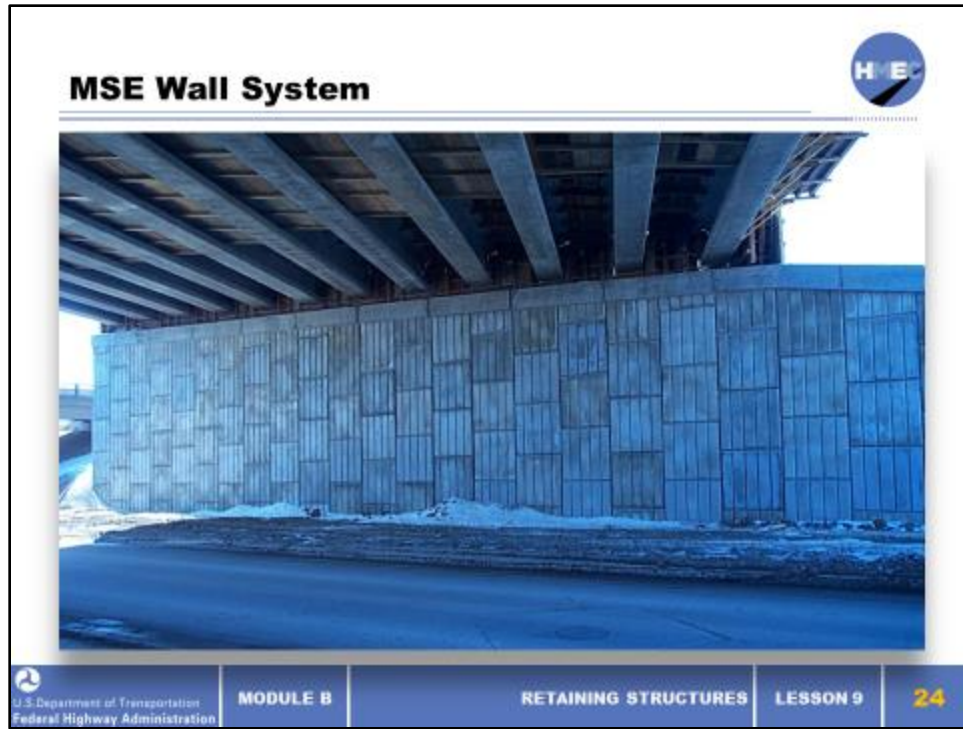 MSE Wall System
HMEC
U.S.Department of Transportation
Federal Highway Administration
MODULE B
RETAINING STRUCTURES
LESSON 9
24